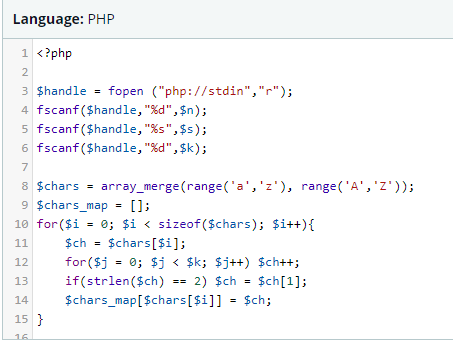 Language: PHP
1 <?php
2
3 $handle = fopen ("php://stdin","r");
4 fscanf($handle,"%d",$n);
5 fscanf($handle,"%s",$s);
6 fscanf($handle,"%d",$k);
7
8 $chars = array_merge(range('a','z'), range('A','Z'));
9 $chars_map = [];
10 for($i = 0; $i < sizeof($chars); $i++){
11     $ch = $chars[$i];
12     for($j = 0; $j < $k; $j++) $ch++;
13     if(strlen($ch) == 2) $ch = $ch[1];
14     $chars_map[$chars[$i]] = $ch;
15 }
16